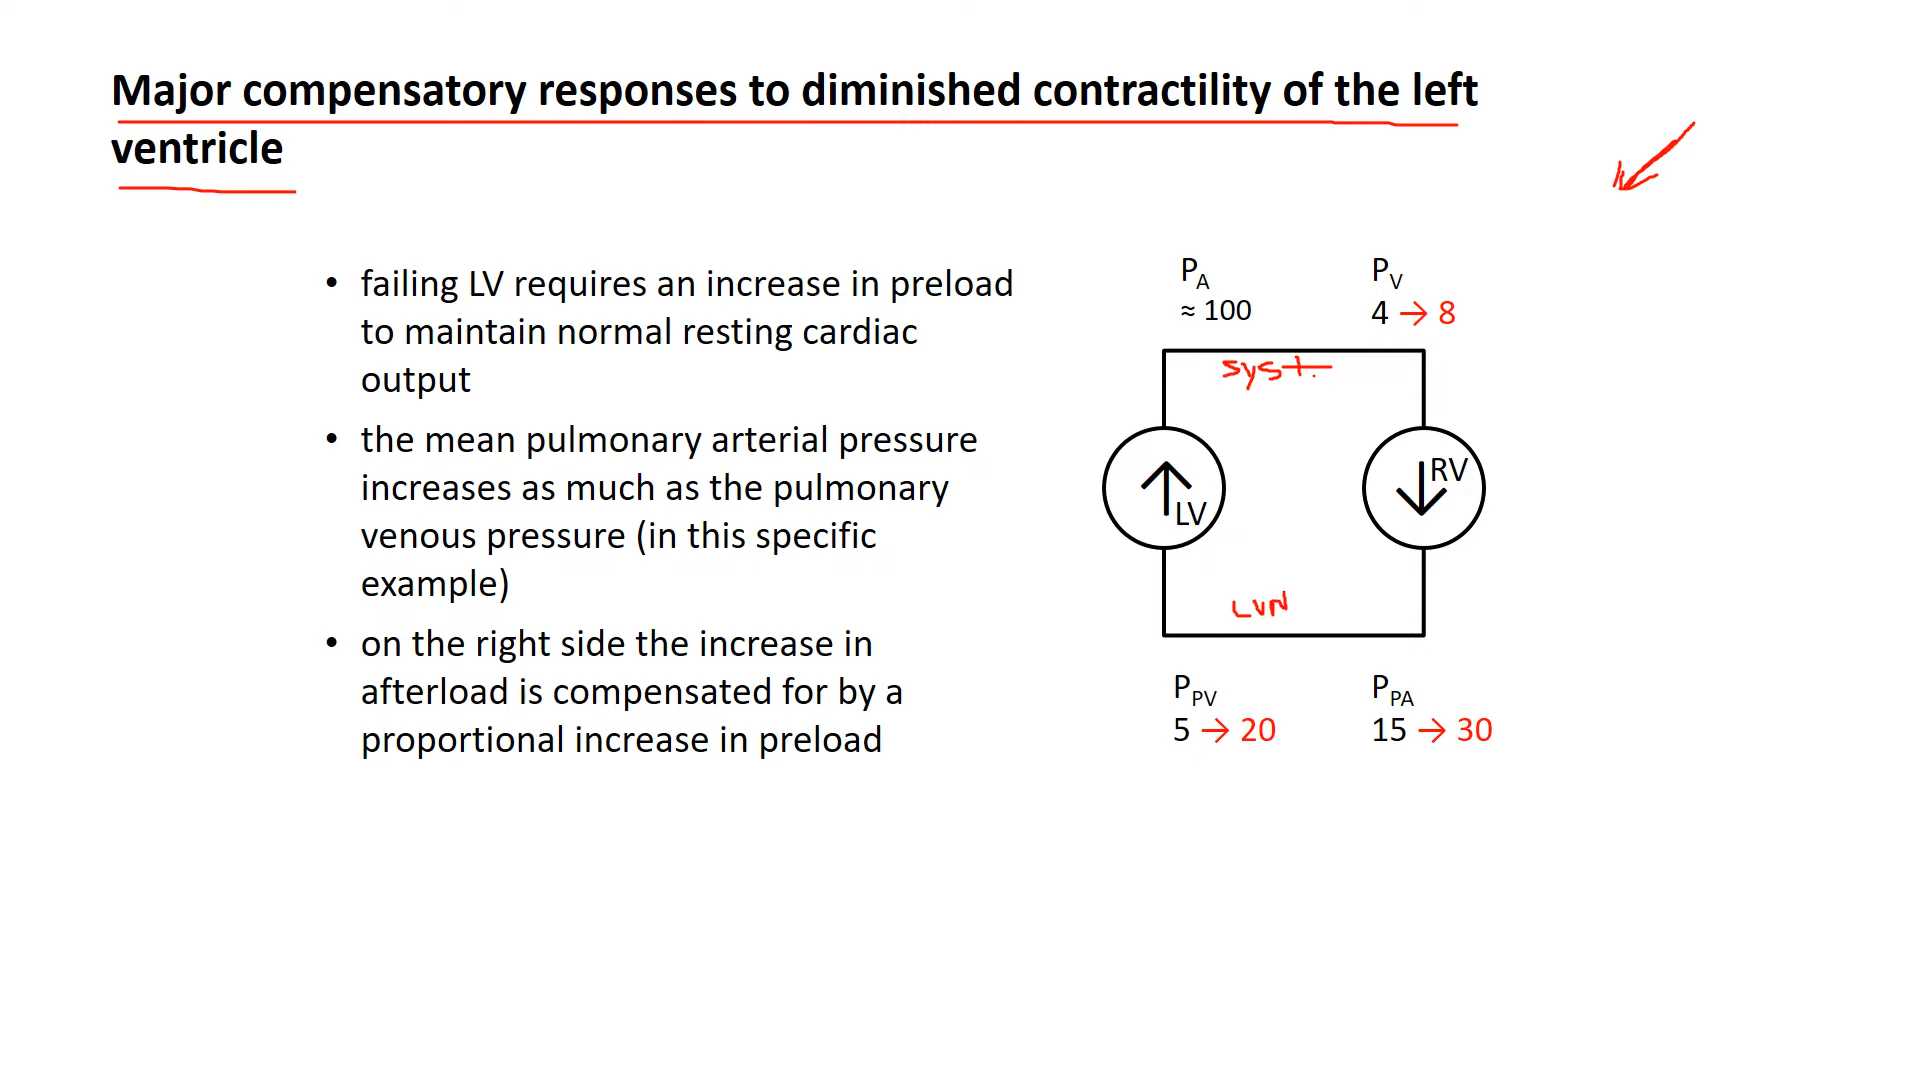 Major compensatory responses to diminished contractility of the left
ventricle
• failing LV requires an increase in preload
to maintain normal resting cardiac
output
• the mean pulmonary arterial pressure
increases as much as the pulmonary
venous pressure (in this specific
example)
• on the right side the increase in
afterload is compensated for by a
proportional increase in preload
PA PV
≈ 100 4 → 8
syst.
LV RV
PPV PPA
5 → 20 15 → 30